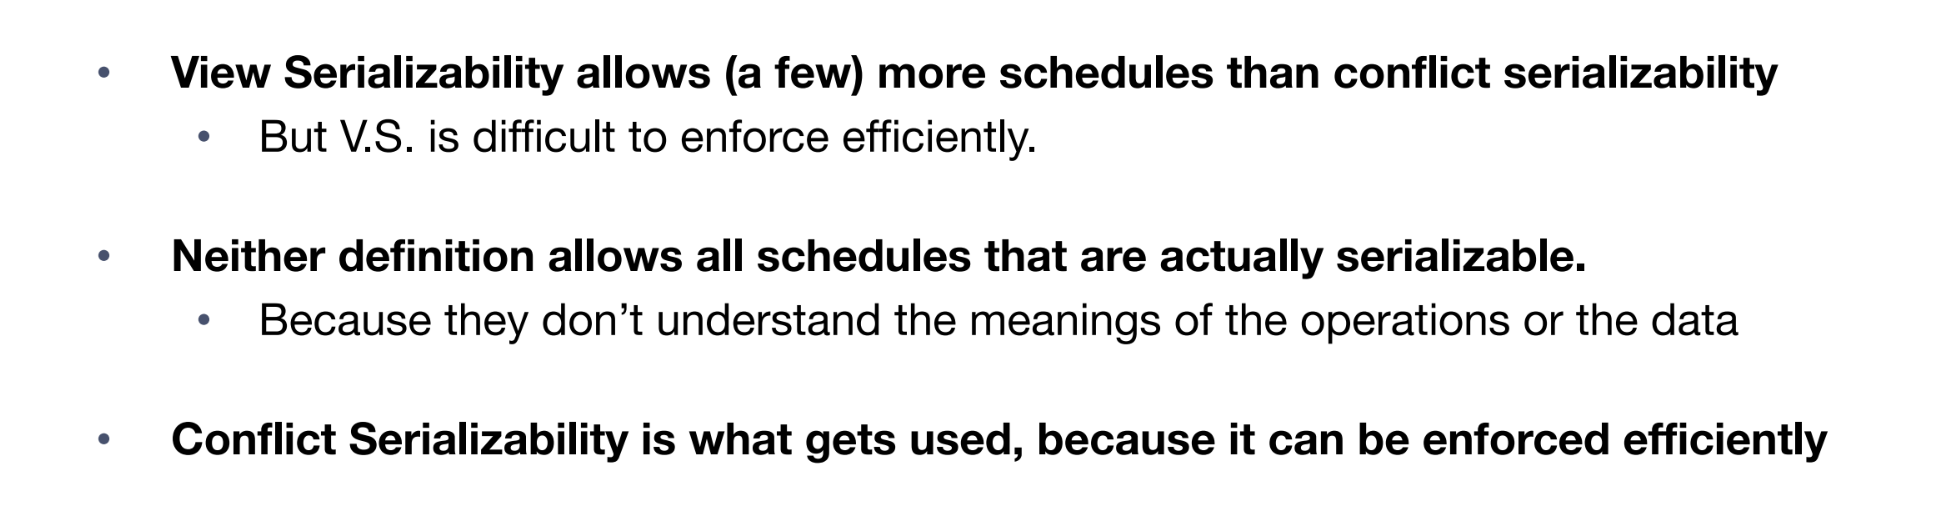 • View Serializability allows (a few) more schedules than conflict serializability
• But V.S. is difficult to enforce efficiently.
• Neither definition allows all schedules that are actually serializable.
• Because they don’t understand the meanings of the operations or the data
• Conflict Serializability is what gets used, because it can be enforced efficiently